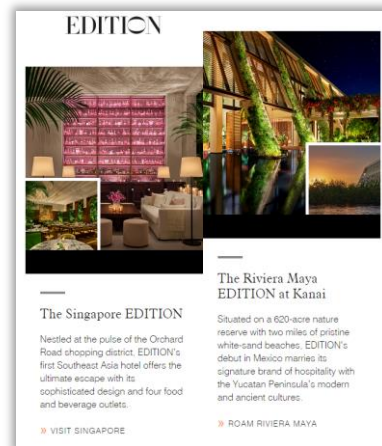 EDITION
The Singapore EDITION
Nestled at the pulse of the Orchard
Road shopping district, EDITION's
first Southeast Asia hotel offers the
ultimate escape with its
sophisticated design and four food
and beverage outlets.
» VISIT SINGAPORE
The Riviera Maya
EDITION at Kanai
Situated on a 620-acre nature
reserve with two miles of pristine
white-sand beaches, EDITION's
debut in Mexico marries its
signature brand of hospitality with
the Yucatan Peninsula's modern
and ancient cultures.
» ROAM RIVIERA MAYA